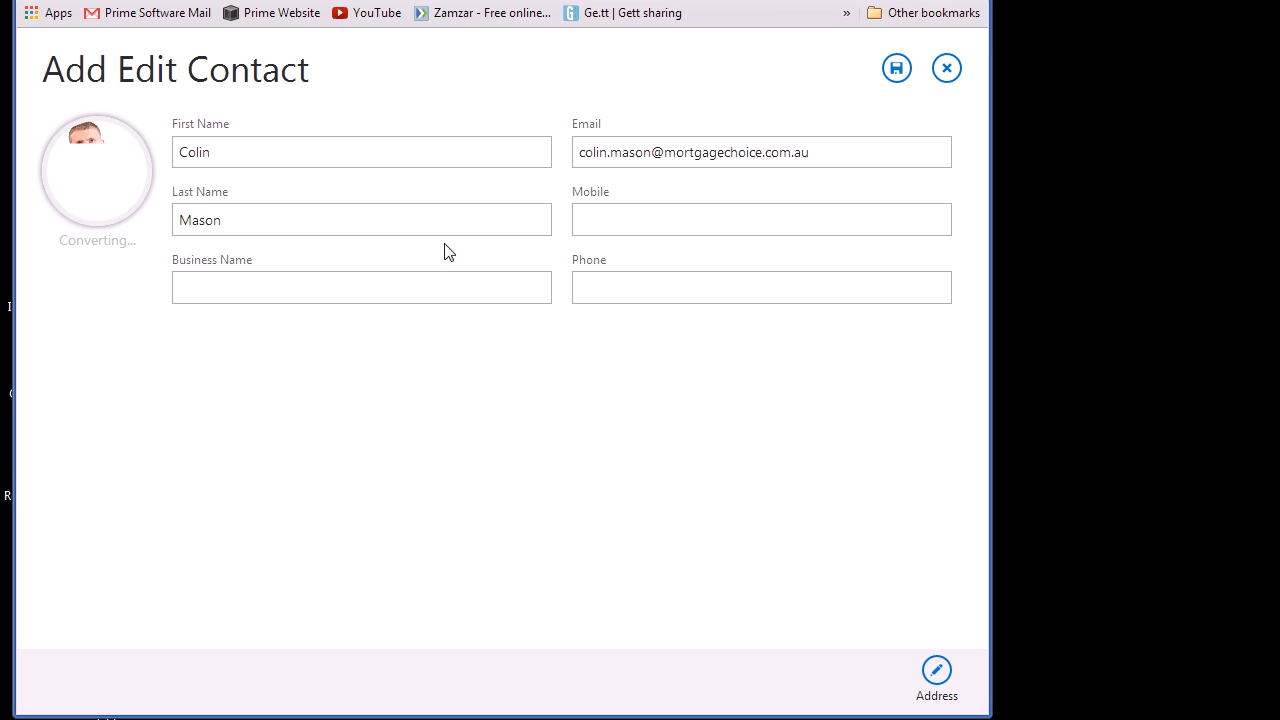 Apps Prime Software Mail Prime Website YouTube Zamzar - Free online... Ge.tt | Gett sharing » Other bookmarks
Add Edit Contact
First Name
Colin
Email
colin.mason@mortgagechoice.com.au
Last Name
Mason
Mobile
Converting...
Business Name
Phone
Address